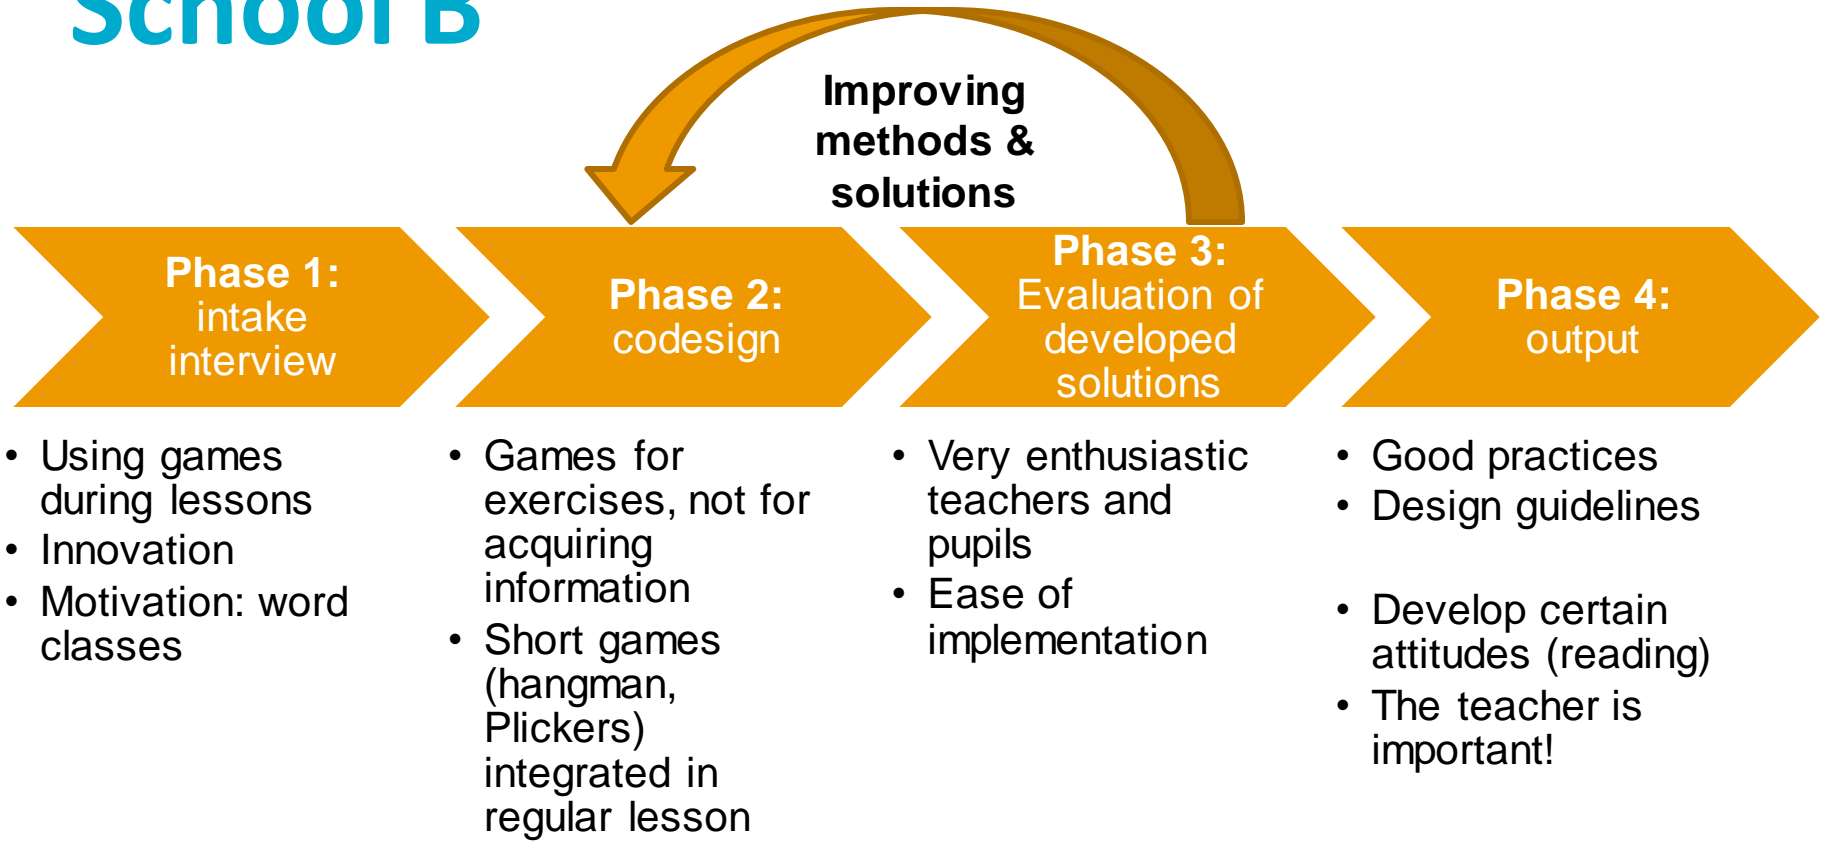 School B
Improving
methods &
solutions
Phase 1:
intake
interview
Phase 2:
codesign
Phase 3:
Evaluation of
developed
solutions
Phase 4:
output
• Using games
during lessons
• Innovation
• Motivation: word
classes
• Games for
exercises, not for
acquiring
information
• Short games
(hangman,
Plickers)
integrated in
regular lesson
• Very enthusiastic
teachers and
pupils
• Ease of
implementation
• Good practices
• Design guidelines
• Develop certain
attitudes (reading)
• The teacher is
important!